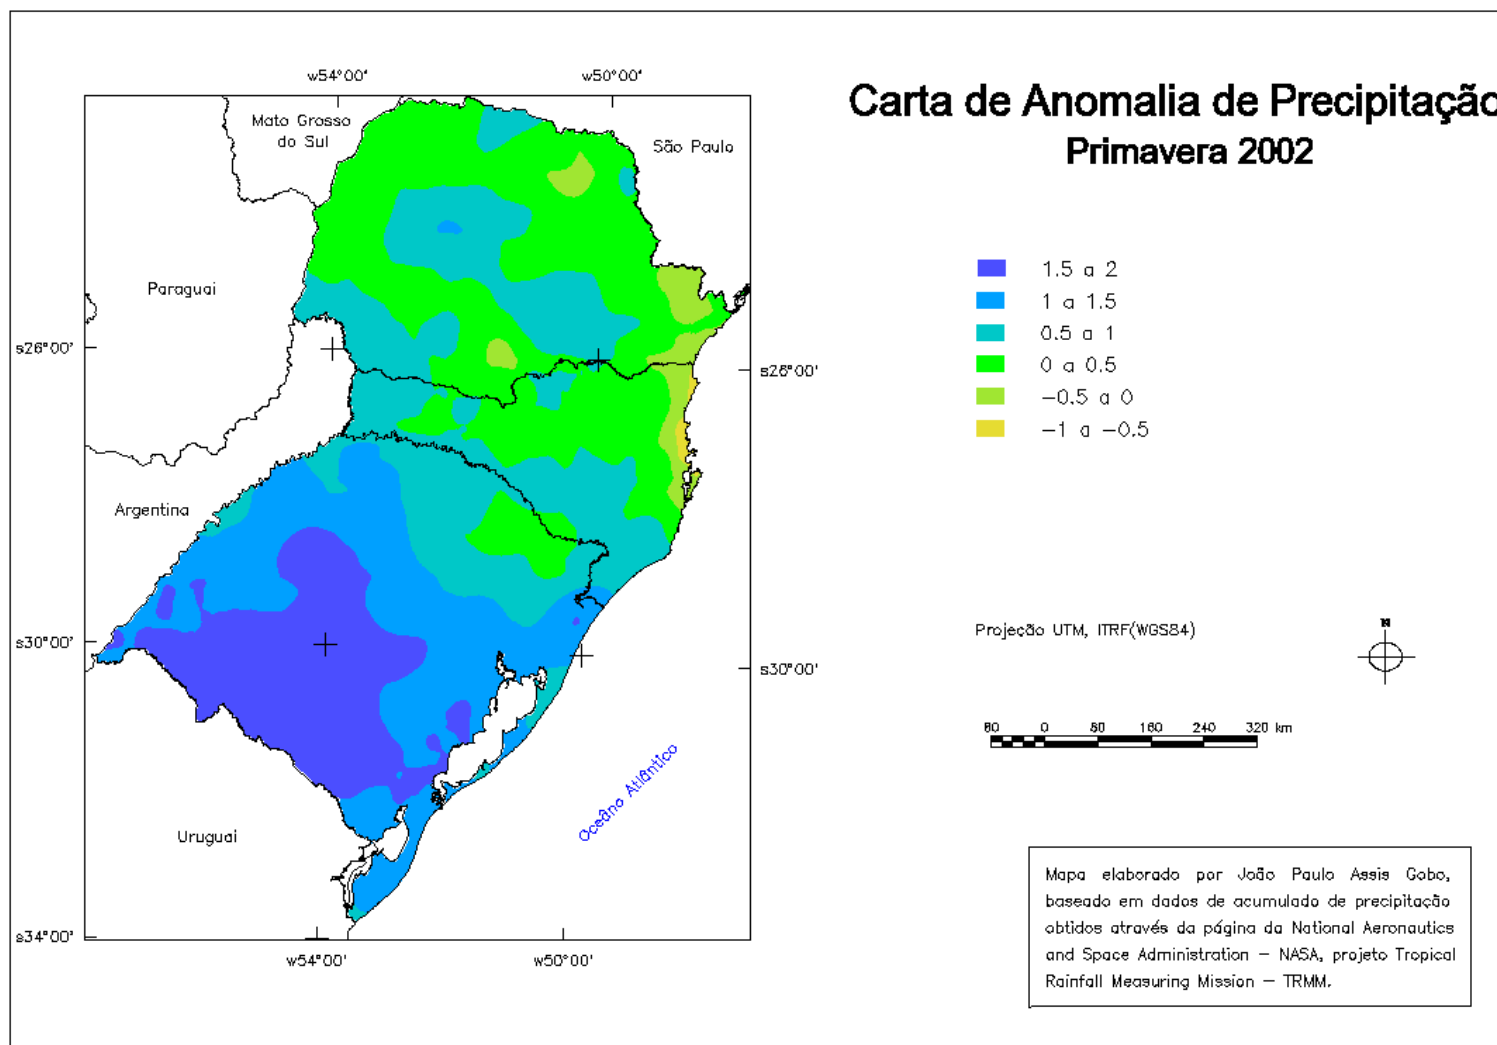 Carta de Anomalia de Precipitação
Primavera 2002
w54°00'
w50°00'
Mato Grosso
do Sul
São Paulo
Paraguai
s26°00'
s26°00'
Argentina
s30°00'
s30°00'
Uruguai
Oceâno Atlântico
s34°00'
w54°00'
w50°00'
1.5 a 2
1 a 1.5
0.5 a 1
0 a 0.5
−0.5 a 0
−1 a −0.5
Projeção UTM, ITRF(WGS84)
N
80 0 80 160 240 320 km
Mapa elaborado por João Paulo Assis Gobo,
baseado em dados de acumulado de precipitação
obtidos através da página da National Aeronautics
and Space Administration − NASA, projeto Tropical
Rainfall Measuring Mission − TRMM.